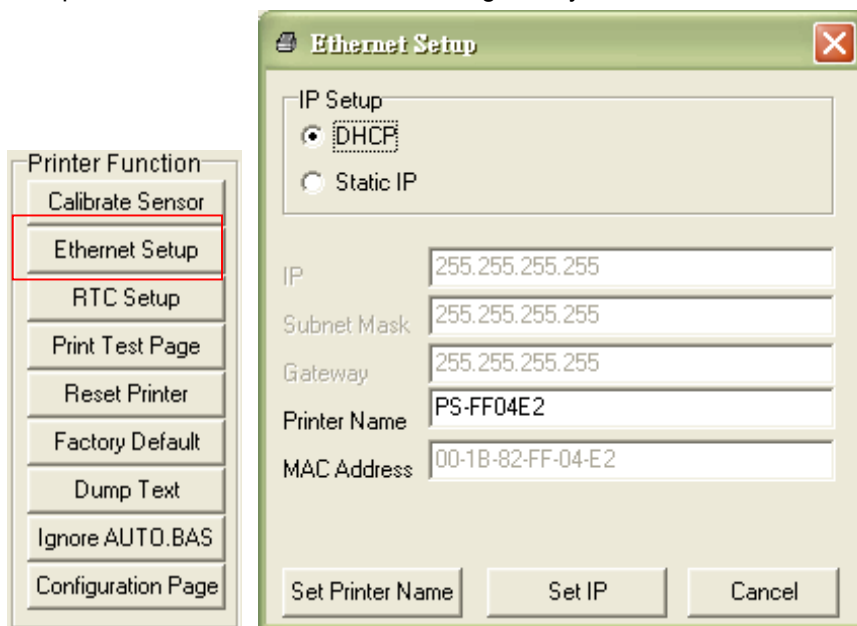 Printer Function
Calibrate Sensor
Ethernet Setup
RTC Setup
Print Test Page
Reset Printer
Factory Default
Dump Text
Ignore AUTO.BAS
Configuration Page
Ethernet Setup
IP Setup
DHCP
Static IP
IP 255.255.255.255
Subnet Mask 255.255.255.255
Gateway 255.255.255.255
Printer Name PS-FF04E2
MAC Address 00-1B-82-FF-04-E2
Set Printer Name Set IP Cancel